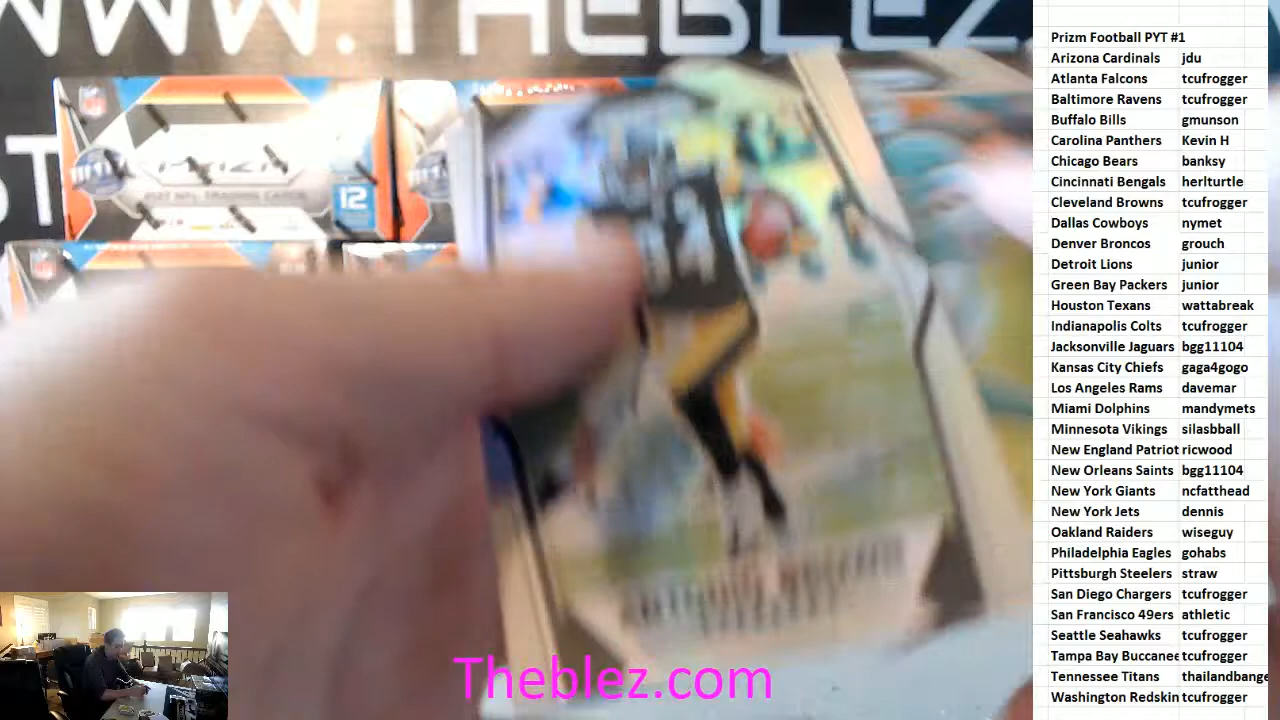 WWW.THEBLEZ.
ST
PRIZM
12
Theblez.com
Prizm Football PYT #1
Arizona Cardinals jdu
Atlanta Falcons tcufrogger
Baltimore Ravens tcufrogger
Buffalo Bills gmunson
Carolina Panthers Kevin H
Chicago Bears banksy
Cincinnati Bengals herlturtle
Cleveland Browns tcufrogger
Dallas Cowboys nymet
Denver Broncos grouch
Detroit Lions junior
Green Bay Packers junior
Houston Texans wattabreak
Indianapolis Colts tcufrogger
Jacksonville Jaguars bgg11104
Kansas City Chiefs gaga4gogo
Los Angeles Rams davemar
Miami Dolphins mandymets
Minnesota Vikings silasbball
New England Patriot ricwood
New Orleans Saints bgg11104
New York Giants ncfatthead
New York Jets dennis
Oakland Raiders wiseguy
Philadelphia Eagles gohabs
Pittsburgh Steelers straw
San Diego Chargers tcufrogger
San Francisco 49ers athletic
Seattle Seahawks tcufrogger
Tampa Bay Buccanee tcufrogger
Tennessee Titans thailandbange
Washington Redskin tcufrogger